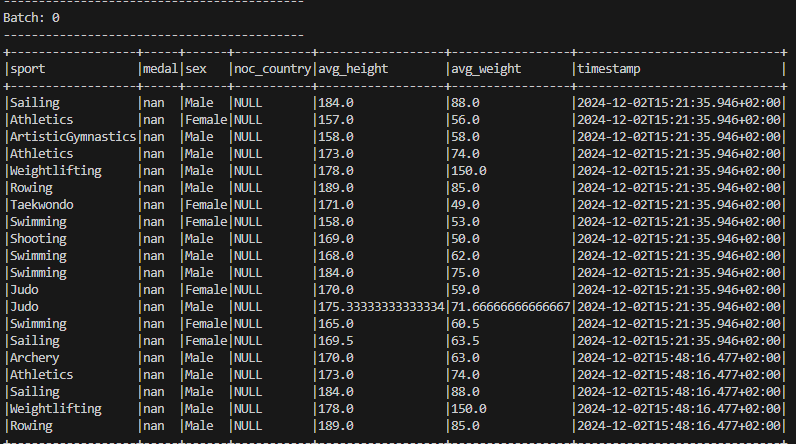 -------------------------------------------
Batch: 0
-------------------------------------------
+------------------+-----+------+-----------+------------------+-----------------+-----------------------------+
|sport             |medal|sex   |noc_country|avg_height        |avg_weight       |timestamp                    |
+------------------+-----+------+-----------+------------------+-----------------+-----------------------------+
|Sailing           |nan  |Male  |NULL       |184.0             |88.0             |2024-12-02T15:21:35.946+02:00|
|Athletics         |nan  |Female|NULL       |157.0             |56.0             |2024-12-02T15:21:35.946+02:00|
|ArtisticGymnastics|nan  |Male  |NULL       |158.0             |58.0             |2024-12-02T15:21:35.946+02:00|
|Athletics         |nan  |Male  |NULL       |173.0             |74.0             |2024-12-02T15:21:35.946+02:00|
|Weightlifting     |nan  |Male  |NULL       |178.0             |150.0            |2024-12-02T15:21:35.946+02:00|
|Rowing            |nan  |Male  |NULL       |189.0             |85.0             |2024-12-02T15:21:35.946+02:00|
|Taekwondo         |nan  |Female|NULL       |171.0             |49.0             |2024-12-02T15:21:35.946+02:00|
|Swimming          |nan  |Female|NULL       |158.0             |53.0             |2024-12-02T15:21:35.946+02:00|
|Shooting          |nan  |Male  |NULL       |169.0             |50.0             |2024-12-02T15:21:35.946+02:00|
|Swimming          |nan  |Male  |NULL       |168.0             |62.0             |2024-12-02T15:21:35.946+02:00|
|Swimming          |nan  |Male  |NULL       |184.0             |75.0             |2024-12-02T15:21:35.946+02:00|
|Judo              |nan  |Female|NULL       |170.0             |59.0             |2024-12-02T15:21:35.946+02:00|
|Judo              |nan  |Male  |NULL       |175.33333333333334|71.66666666666667|2024-12-02T15:21:35.946+02:00|
|Swimming          |nan  |Female|NULL       |165.0             |60.5             |2024-12-02T15:21:35.946+02:00|
|Sailing           |nan  |Female|NULL       |169.5             |63.5             |2024-12-02T15:21:35.946+02:00|
|Archery           |nan  |Male  |NULL       |170.0             |63.0             |2024-12-02T15:48:16.477+02:00|
|Athletics         |nan  |Male  |NULL       |173.0             |74.0             |2024-12-02T15:48:16.477+02:00|
|Sailing           |nan  |Male  |NULL       |184.0             |88.0             |2024-12-02T15:48:16.477+02:00|
|Weightlifting     |nan  |Male  |NULL       |178.0             |150.0            |2024-12-02T15:48:16.477+02:00|
|Rowing            |nan  |Male  |NULL       |189.0             |85.0             |2024-12-02T15:48:16.477+02:00|
+------------------+-----+------+-----------+------------------+-----------------+-----------------------------+